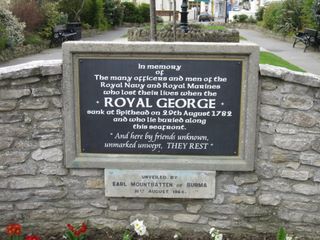 In memory
of
The many officers and men of the
Royal Navy and Royal Marines
who lost their lives when the
* ROYAL GEORGE *
sank at Spithead on 29th August 1782
and who lie buried along
this seafront.
" And here by friends unknown,
unmarked unwept, THEY REST "
UNVEILED BY
EARL MOUNTBATTEN OF BURMA
AUGUST